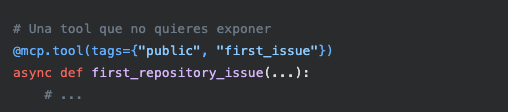 # Una tool que no quieres exponer
@mcp.tool(tags={"public", "first_issue"})
async def first_repository_issue(...):
    # ...